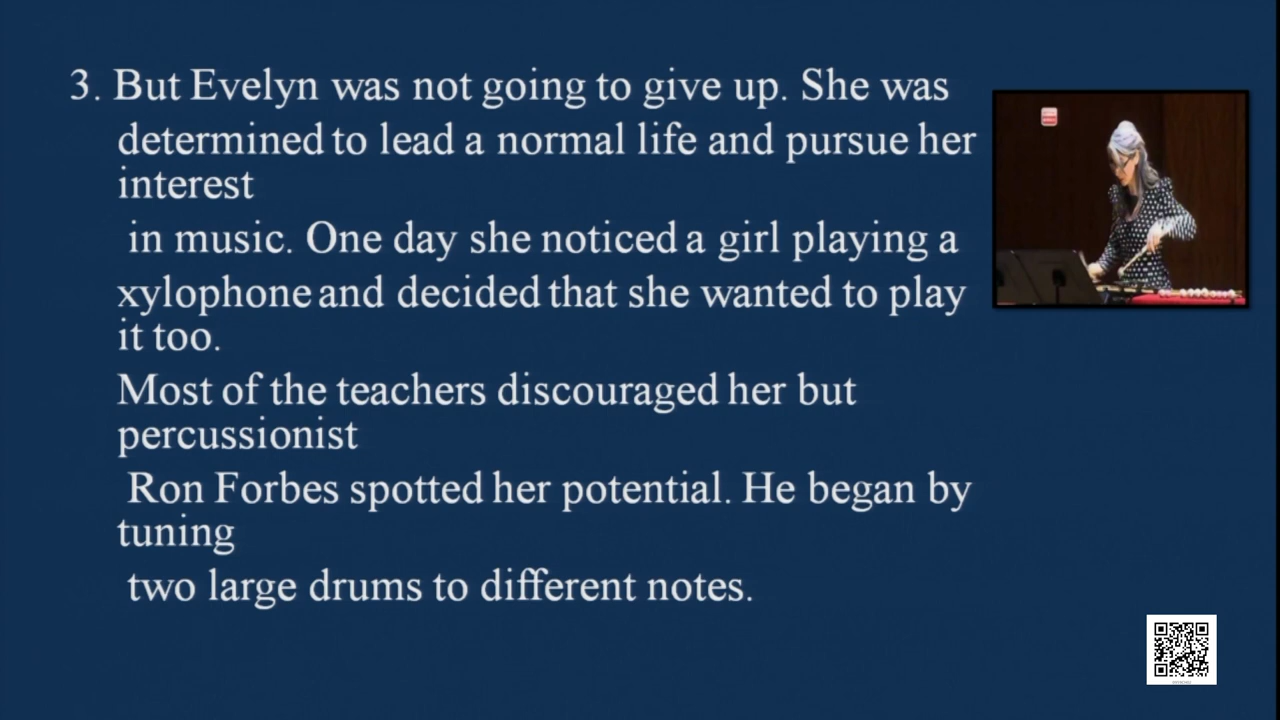 3. But Evelyn was not going to give up. She was
determined to lead a normal life and pursue her
interest
in music. One day she noticed a girl playing a
xylophone and decided that she wanted to play
it too.
Most of the teachers discouraged her but
percussionist
Ron Forbes spotted her potential. He began by
tuning
two large drums to different notes.